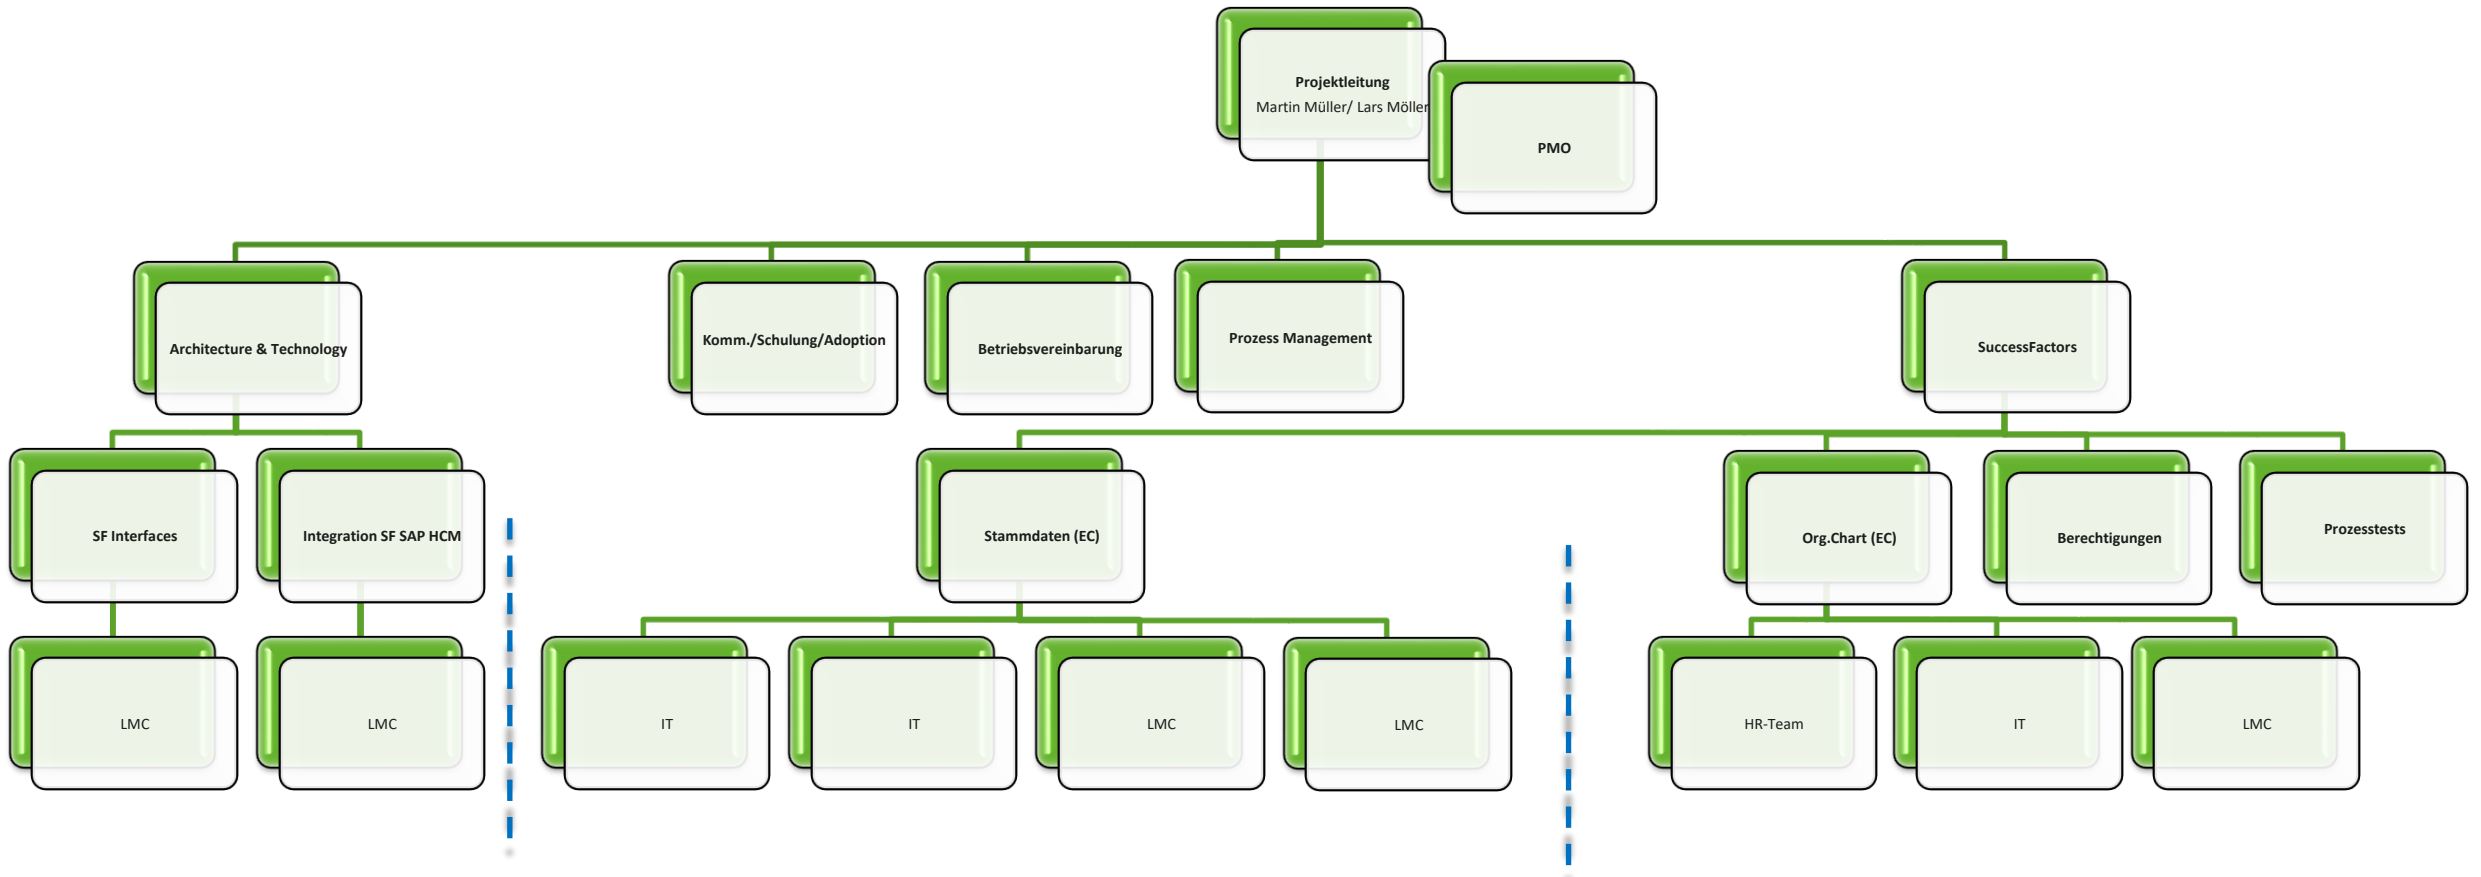 Projektleitung
Martin Müller/ Lars Möller
PMO
Architecture & Technology
Komm./Schulung/Adoption
Betriebsvereinbarung
Prozess Management
SuccessFactors
SF Interfaces
Integration SF SAP HCM
Stammdaten (EC)
Org.Chart (EC)
Berechtigungen
Prozesstests
LMC
LMC
IT
IT
LMC
LMC
HR-Team
IT
LMC